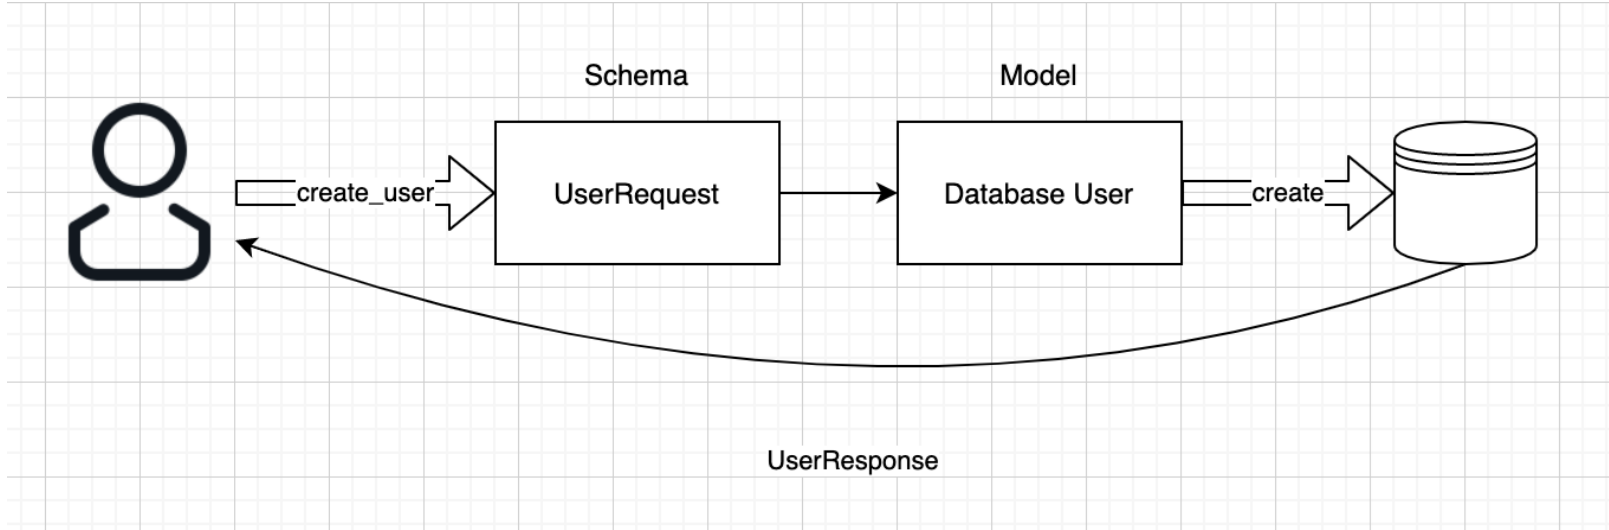 Schema
Model
create_user
UserRequest
Database User
create
UserResponse